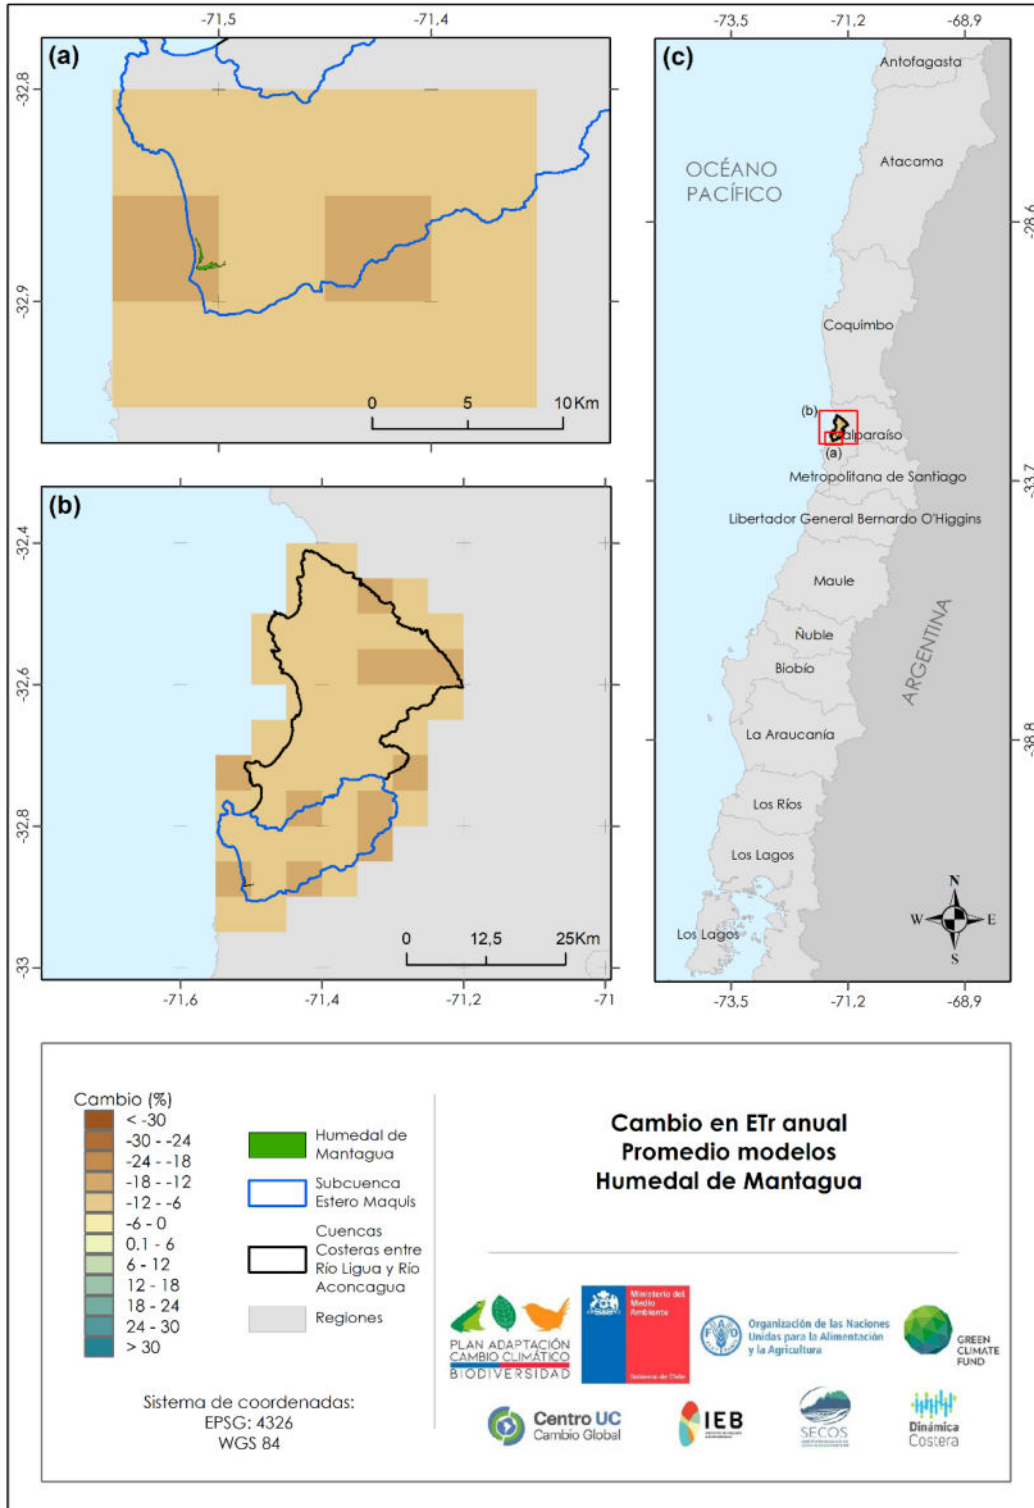 -71,5
-71,4
-73,5
-71,2
-68,9
(a)
-32,8
-32,9
0
5
10 Km
(b)
-32,4
-32,6
-32,8
-33
0
12,5
25Km
-71,6
-71,4
-71,2
-71
(c)
Antofagasta
OCÉANO
PACÍFICO
Atacama
-28,6
Coquimbo
(b)
alparaíso
(a)
-33,7
Metropolitana de Santiago
Libertador General Bernardo O'Higgins
Maule
Ñuble
Biobío
ARGENTINA
La Araucanía
-38,8
Los Ríos
Los Lagos
Los Lagos
N
W
E
S
-73,5
-71,2
-68,9
Cambio (%)
< -30
-30 - -24
-24 - -18
-18 - -12
-12 - -6
-6 - 0
0.1 - 6
6 - 12
12 - 18
18 - 24
24 - 30
> 30
Humedal de
Mantagua
Subcuenca
Estero Maquis
Cuencas
Costeras entre
Río Ligua y Río
Aconcagua
Regiones
Sistema de coordenadas:
EPSG: 4326
WGS 84
Cambio en ETr anual
Promedio modelos
Humedal de Mantagua
PLAN ADAPTACIÓN
CAMBIO CLIMÁTICO
BIODIVERSIDAD
Ministerio del
Medio
Ambiente
Gobierno de Chile
FAO
Organización de las Naciones
Unidas para la Alimentación
y la Agricultura
GREEN
CLIMATE
FUND
Centro UC
Cambio Global
IEB
SECOS
Dinámica
Costera